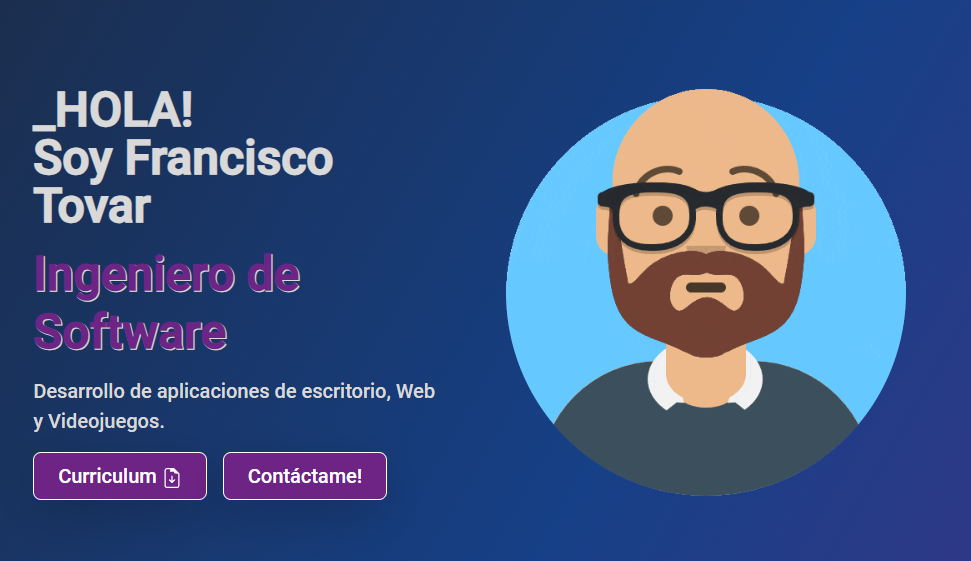 _HOLA!
Soy Francisco
Tovar
Ingeniero de
Software
Desarrollo de aplicaciones de escritorio, Web
y Videojuegos.
Curriculum
Contáctame!